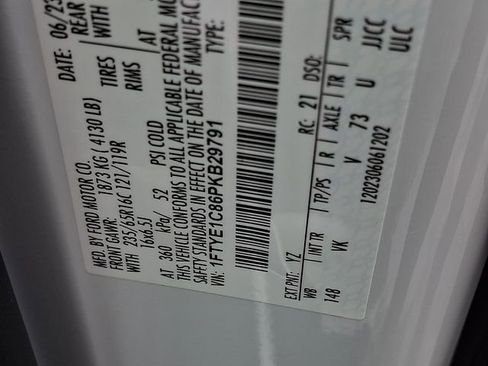 MFD. BY FORD MOTOR CO.
DATE: 06/23
FRONT GAWR: 1873 KG ( 4130 LB)
REAR
WITH 235/65R16C 121/119R TIRES
WITH
16x6.5J RIMS
AT 360 kPa/ 52 PSI COLD
AT
THIS VEHICLE CONFORMS TO ALL APPLICABLE FEDERAL MO
SAFETY STANDARDS IN EFFECT ON THE DATE OF MANUFAC
VIN: 1FTYE1C86PKB29791
TYPE:
EXT PNT: YZ RC: 21 DSO:
WB INT TR TP/PS R AXLE TR SPR
148 VK V 73 U JJCC
1202306061202 ULC